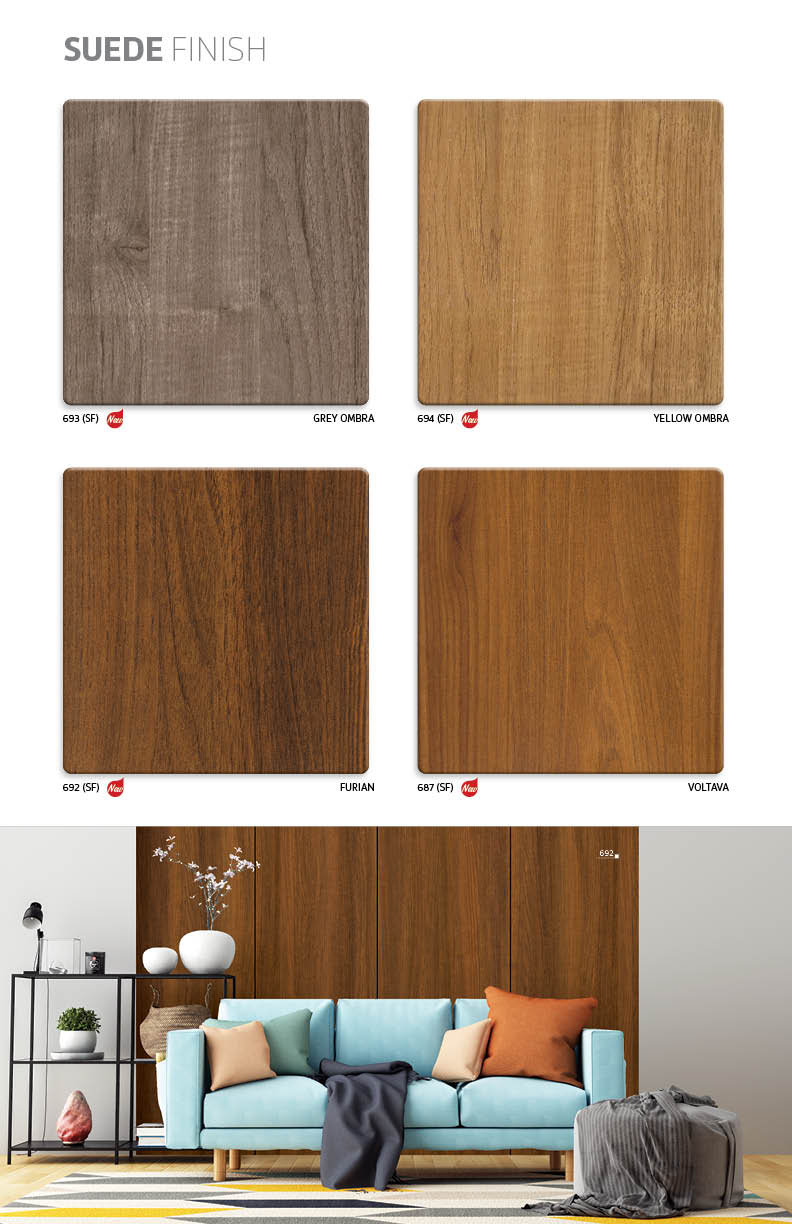 SUEDE FINISH
693 (SF) New GREY OMBRA
694 (SF) New YELLOW OMBRA
692 (SF) New FURIAN
687 (SF) New VOLTAVA
692